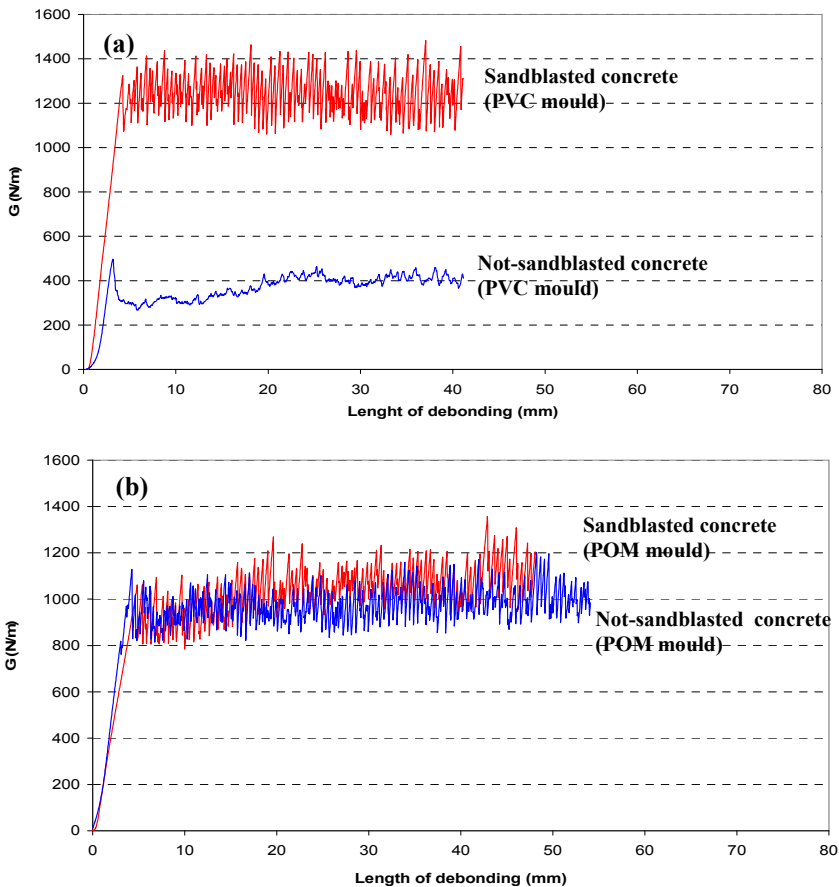 (a)
1600
1400
1200
1000
800
600
400
200
0
G (N/m)
Sandblasted concrete
(PVC mould)
Not-sandblasted concrete
(PVC mould)
0 10 20 30 40 50 60 70 80
Lenght of debonding (mm)
(b)
1600
1400
1200
1000
800
600
400
200
0
G (N/m)
Sandblasted concrete
(POM mould)
Not-sandblasted concrete
(POM mould)
0 10 20 30 40 50 60 70 80
Length of debonding (mm)